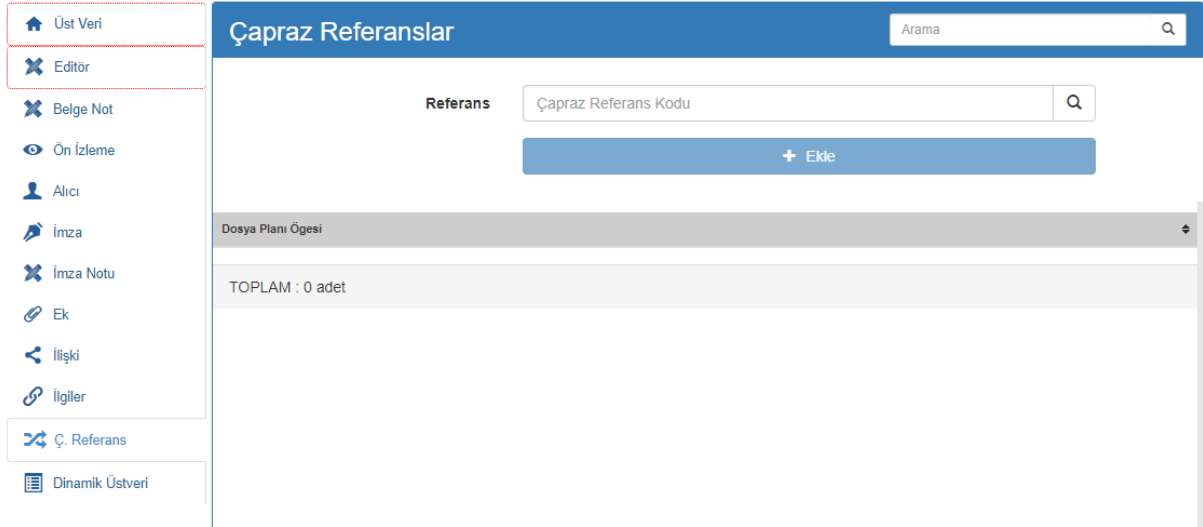 Üst Veri
Editör
Belge Not
Ön İzleme
Alıcı
İmza
İmza Notu
Ek
İlişki
İlgiler
Ç. Referans
Dinamik Üstveri
Çapraz Referanslar
Arama
Referans
Çapraz Referans Kodu
Ekle
Dosya Planı Ögesi
TOPLAM : 0 adet